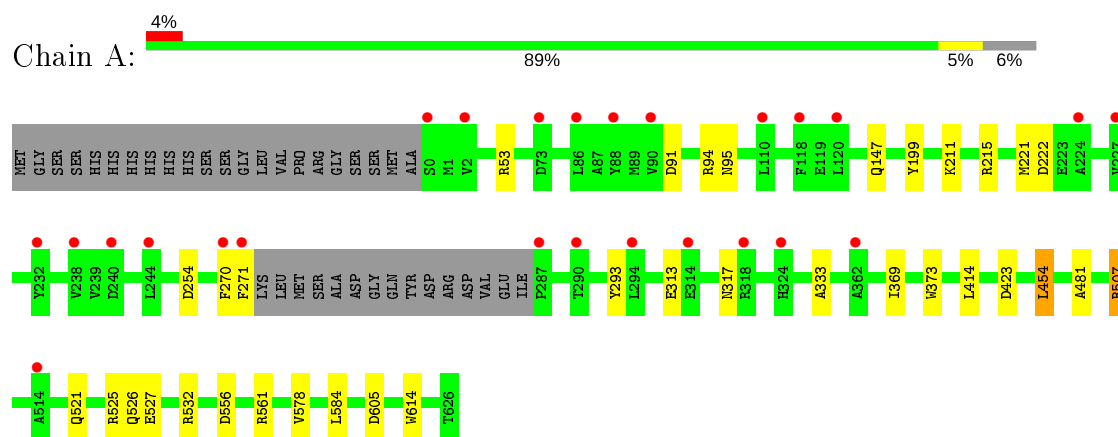 4%
Chain A:
89% 5% 6%
MET GLY SER SER HIS HIS HIS HIS HIS HIS SER SER GLY LEU VAL PRO ARG GLY SER SER MET ALA S0 M1 V2 R53 D73 L86 A87 Y88 M89 V90 D91 R94 N95 L110 F118 E119 L120 Q147 Y199 K211 R215 M221 D222 E223 A224 V227
Y232 V238 V239 D240 L244 D254 F270 F271 LYS LEU MET SER ALA ASP GLY GLN TYR ASP ARG ASP VAL GLU ILE P287 T290 Y293 L294 E313 E314 N317 R318 H324 A333 A362 I369 W373 L414 D423 L454 A481 R507
A514 Q521 R525 Q526 E527 R532 D556 R561 V578 L584 D605 W614 T626